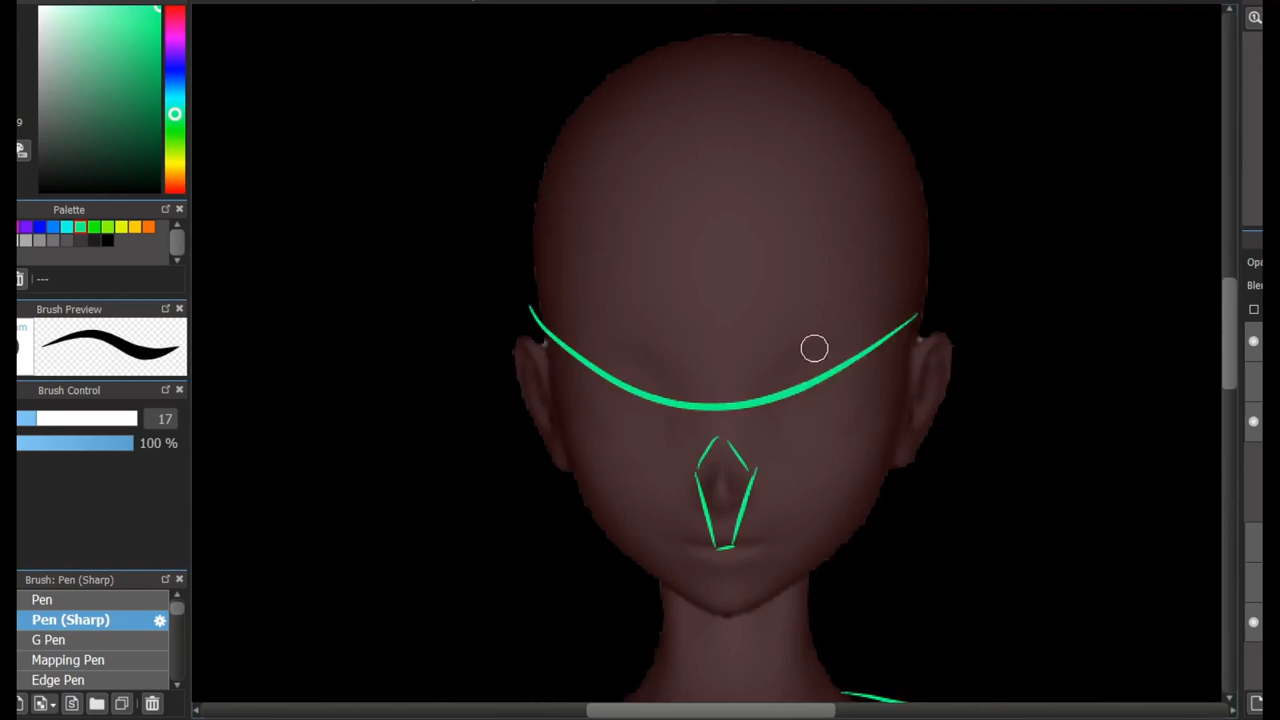 9
Palette
---
Brush Preview
Brush Control
17
100 %
Brush: Pen (Sharp)
Pen
Pen (Sharp)
G Pen
Mapping Pen
Edge Pen
Opa
Ble